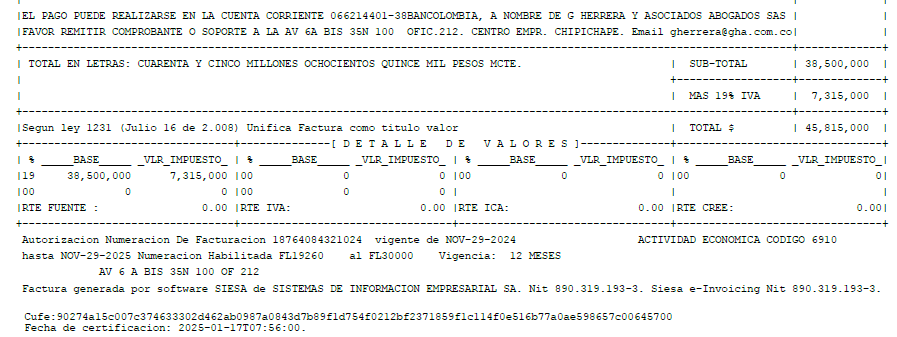 EL PAGO PUEDE REALIZARSE EN LA CUENTA CORRIENTE 066214401-38BANCOLOMBIA, A NOMBRE DE G HERRERA Y ASOCIADOS ABOGADOS SAS
FAVOR REMITIR COMPROBANTE O SOPORTE A LA AV 6A BIS 35N 100 OFIC.212. CENTRO EMPR. CHIPICHAPE. Email gherrera@gha.com.co
TOTAL EN LETRAS: CUARENTA Y CINCO MILLONES OCHOCIENTOS QUINCE MIL PESOS MCTE. | SUB-TOTAL | 38,500,000
MAS 19% IVA | 7,315,000
Segun ley 1231 (Julio 16 de 2.008) Unifica Factura como titulo valor | TOTAL $ | 45,815,000
[ D E T A L L E D E V A L O R E S ]
| % _____BASE_____ _VLR_IMPUESTO_ | % _____BASE_____ _VLR_IMPUESTO_ | % _____BASE_____ _VLR_IMPUESTO_ | % _____BASE_____ _VLR_IMPUESTO_|
|19 38,500,000 7,315,000 |00 0 0 |00 0 0 |00 0 0|
|00 0 0 |00 0 0 | | |
|RTE FUENTE : 0.00 |RTE IVA: 0.00 |RTE ICA: 0.00 |RTE CREE: 0.00|
Autorizacion Numeracion De Facturacion 18764084321024 vigente de NOV-29-2024 ACTIVIDAD ECONOMICA CODIGO 6910
hasta NOV-29-2025 Numeracion Habilitada FL19260 al FL30000 Vigencia: 12 MESES
AV 6 A BIS 35N 100 OF 212
Factura generada por software SIESA de SISTEMAS DE INFORMACION EMPRESARIAL SA. Nit 890.319.193-3. Siesa e-Invoicing Nit 890.319.193-3.
Cufe:90274a15c007c374633302d462ab0987a0843d7b89f1d754f0212bf2371859f1c114f0e516b77a0ae598657c00645700
Fecha de certificacion: 2025-01-17T07:56:00.